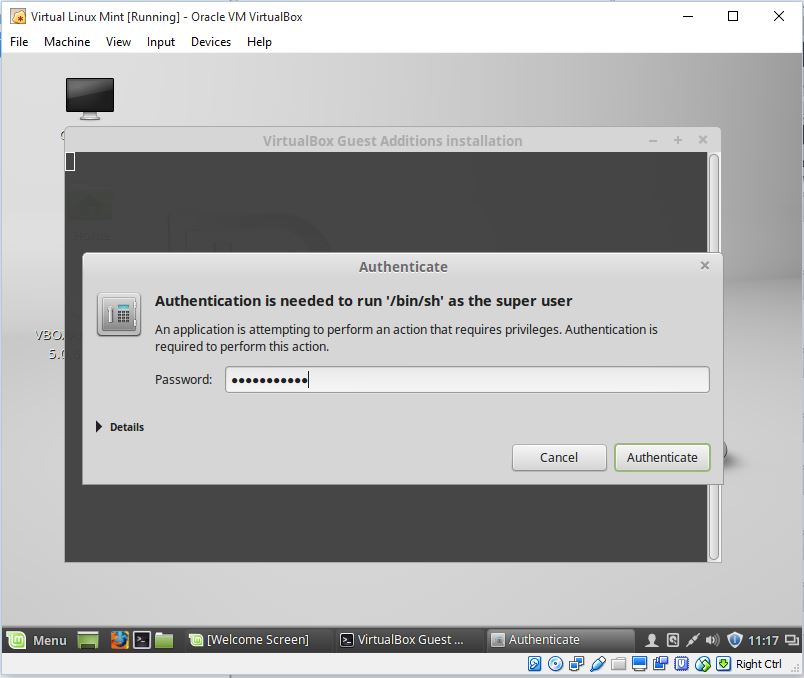 Virtual Linux Mint [Running] - Oracle VM VirtualBox
File Machine View Input Devices Help
VirtualBox Guest Additions installation
Home
Authenticate
Authentication is needed to run '/bin/sh' as the super user
An application is attempting to perform an action that requires privileges. Authentication is
required to perform this action.
VBO
5.0.
Password: •••••••••••
Details
Cancel Authenticate
Menu [Welcome Screen] VirtualBox Guest ... Authenticate 11:17
Right Ctrl